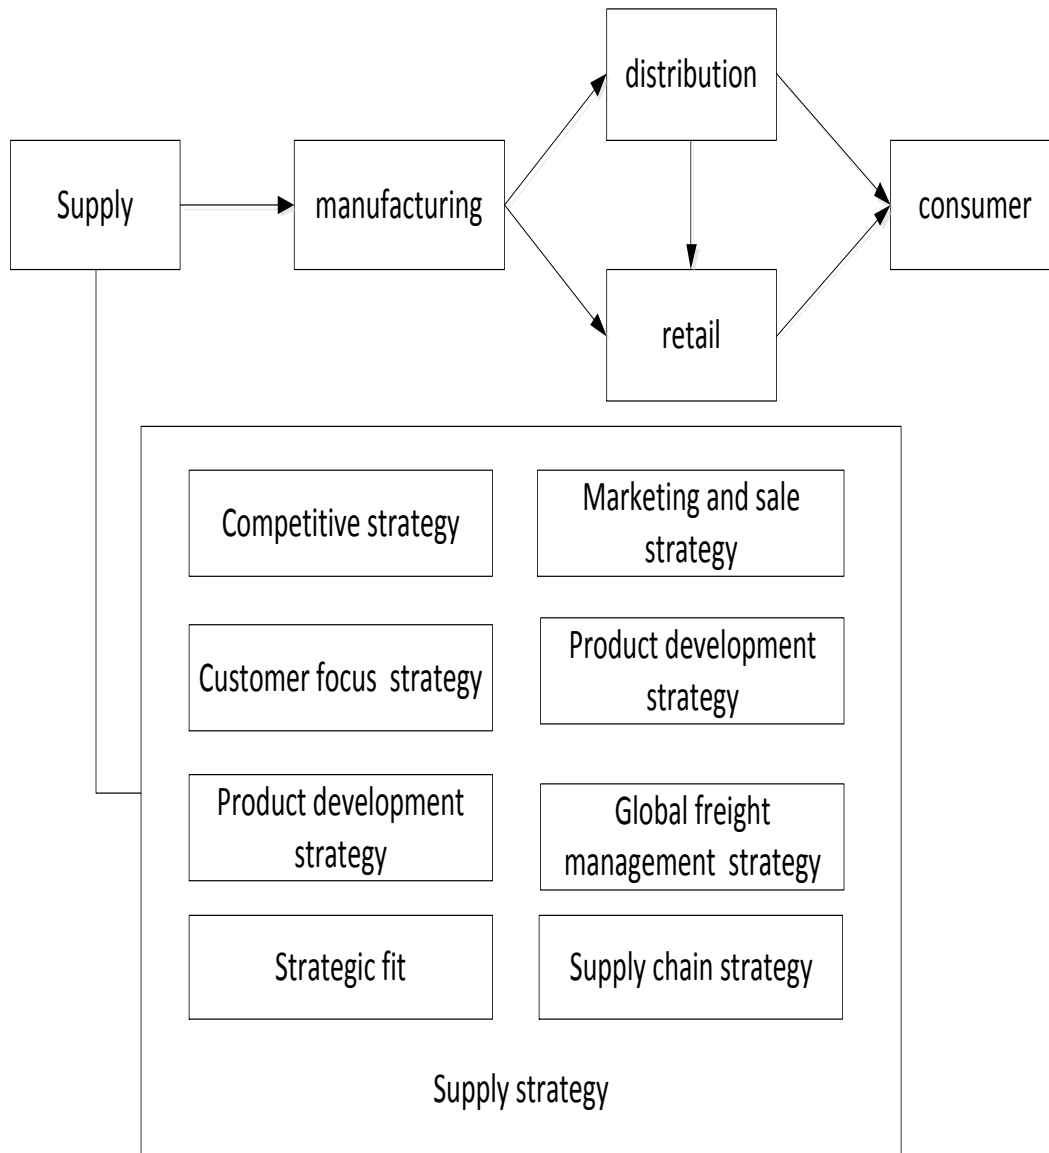 distribution
Supply
manufacturing
consumer
retail
Competitive strategy
Marketing and sale
strategy
Customer focus  strategy
Product development
strategy
Product development
strategy
Global freight
management  strategy
Strategic fit
Supply chain strategy
Supply strategy